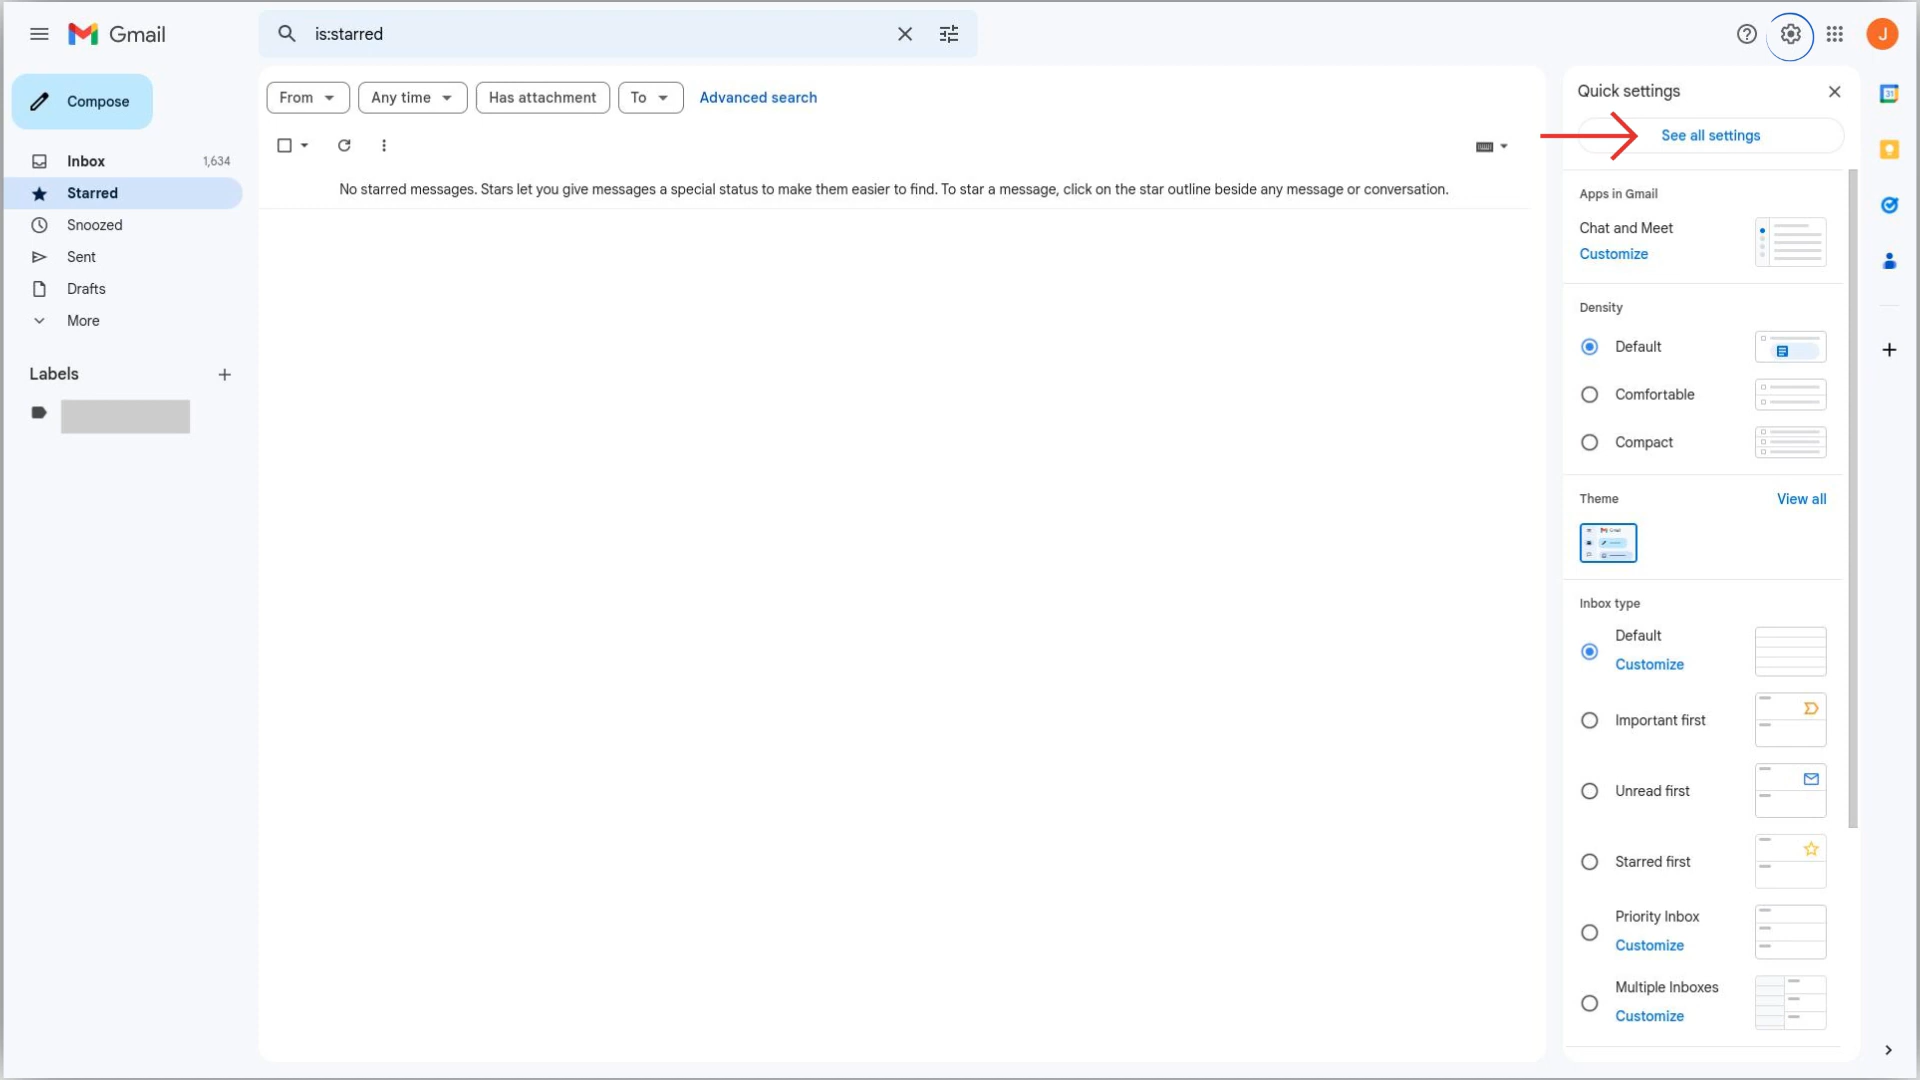 Gmail
is:starred
J
Compose
Inbox 1,634
Starred
Snoozed
Sent
Drafts
More
Labels
From
Any time
Has attachment
To
Advanced search
No starred messages. Stars let you give messages a special status to make them easier to find. To star a message, click on the star outline beside any message or conversation.
Quick settings
See all settings
Apps in Gmail
Chat and Meet
Customize
Density
Default
Comfortable
Compact
Theme
View all
Gmail
Inbox type
Default
Customize
Important first
Unread first
Starred first
Priority Inbox
Customize
Multiple Inboxes
Customize
31